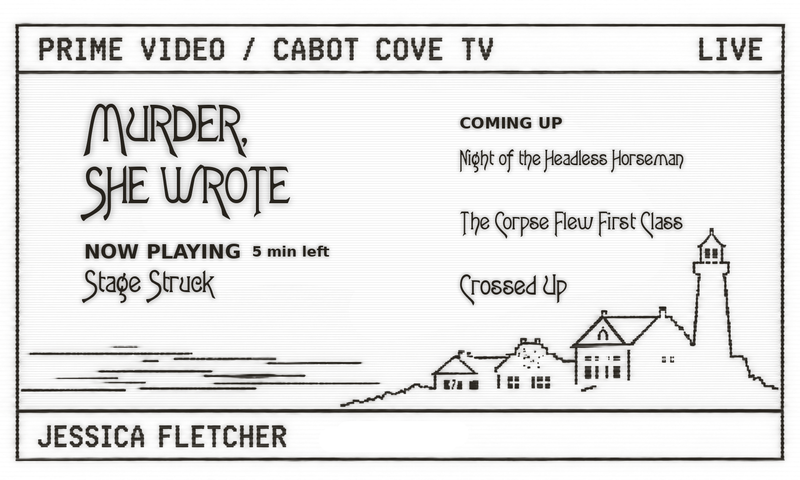 PRIME VIDEO / CABOT COVE TV
LIVE
MURDER,
SHE WROTE
NOW PLAYING 5 min left
Stage Struck
COMING UP
Night of the Headless Horseman
The Corpse Flew First Class
Crossed Up
JESSICA FLETCHER